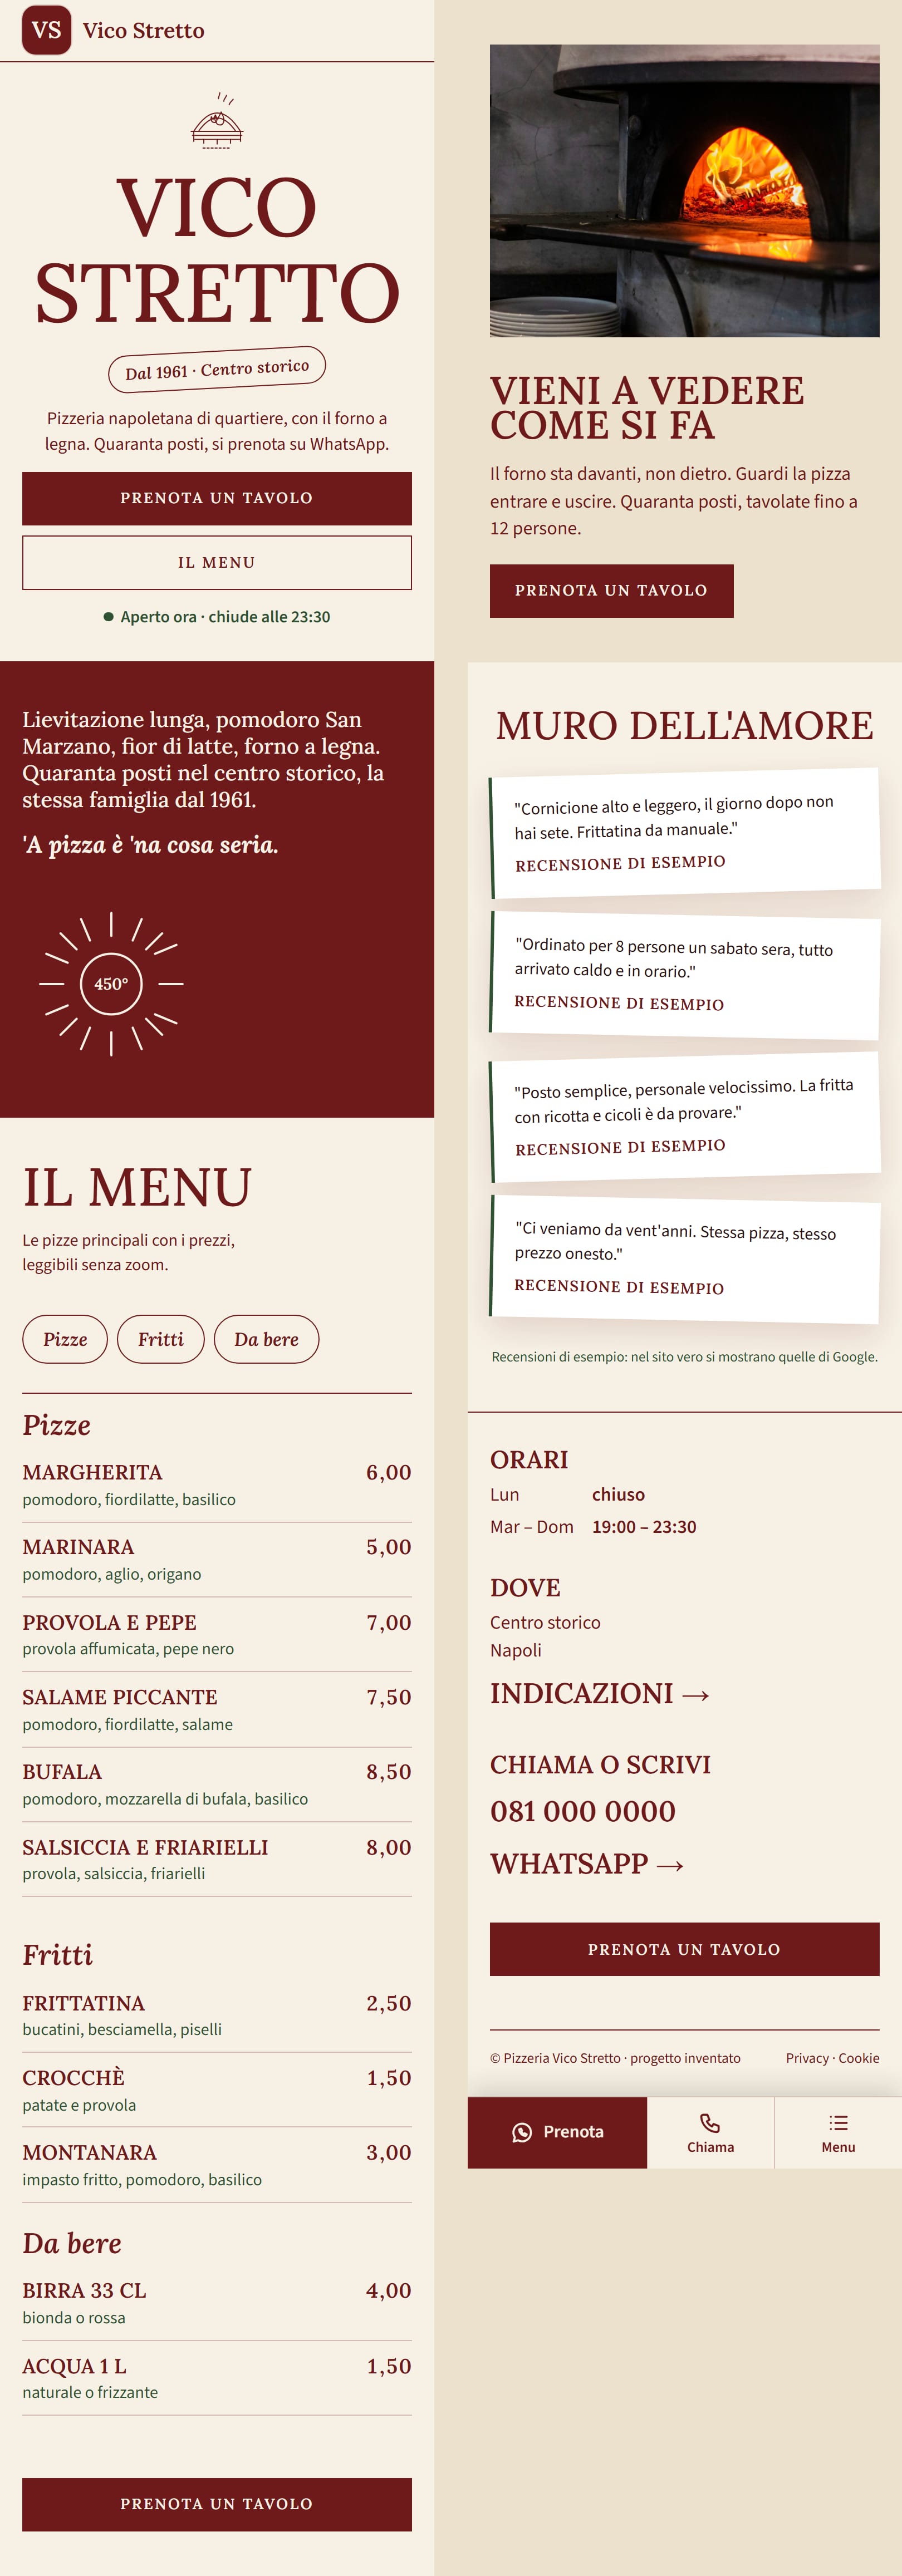 VS Vico Stretto
VICO
STRETTO
Dal 1961 · Centro storico
Pizzeria napoletana di quartiere, con il forno a
legna. Quaranta posti, si prenota su WhatsApp.
PRENOTA UN TAVOLO
IL MENU
Aperto ora · chiude alle 23:30
Lievitazione lunga, pomodoro San
Marzano, fior di latte, forno a legna.
Quaranta posti nel centro storico, la
stessa famiglia dal 1961.
'A pizza è 'na cosa seria.
450°
IL MENU
Le pizze principali con i prezzi,
leggibili senza zoom.
Pizze Fritti Da bere
Pizze
MARGHERITA 6,00
pomodoro, fiordilatte, basilico
MARINARA 5,00
pomodoro, aglio, origano
PROVOLA E PEPE 7,00
provola affumicata, pepe nero
SALAME PICCANTE 7,50
pomodoro, fiordilatte, salame
BUFALA 8,50
pomodoro, mozzarella di bufala, basilico
SALSICCIA E FRIARIELLI 8,00
provola, salsiccia, friarielli
Fritti
FRITTATINA 2,50
bucatini, besciamella, piselli
CROCCHÈ 1,50
patate e provola
MONTANARA 3,00
impasto fritto, pomodoro, basilico
Da bere
BIRRA 33 CL 4,00
bionda o rossa
ACQUA 1 L 1,50
naturale o frizzante
PRENOTA UN TAVOLO
VIENI A VEDERE
COME SI FA
Il forno sta davanti, non dietro. Guardi la pizza
entrare e uscire. Quaranta posti, tavolate fino a
12 persone.
PRENOTA UN TAVOLO
MURO DELL'AMORE
"Cornicione alto e leggero, il giorno dopo non
hai sete. Frittatina da manuale."
RECENSIONE DI ESEMPIO
"Ordinato per 8 persone un sabato sera, tutto
arrivato caldo e in orario."
RECENSIONE DI ESEMPIO
"Posto semplice, personale velocissimo. La fritta
con ricotta e cicoli è da provare."
RECENSIONE DI ESEMPIO
"Ci veniamo da vent'anni. Stessa pizza, stesso
prezzo onesto."
RECENSIONE DI ESEMPIO
Recensioni di esempio: nel sito vero si mostrano quelle di Google.
ORARI
Lun chiuso
Mar – Dom 19:00 – 23:30
DOVE
Centro storico
Napoli
INDICAZIONI →
CHIAMA O SCRIVI
081 000 0000
WHATSAPP →
PRENOTA UN TAVOLO
© Pizzeria Vico Stretto · progetto inventato Privacy · Cookie
Prenota Chiama Menu